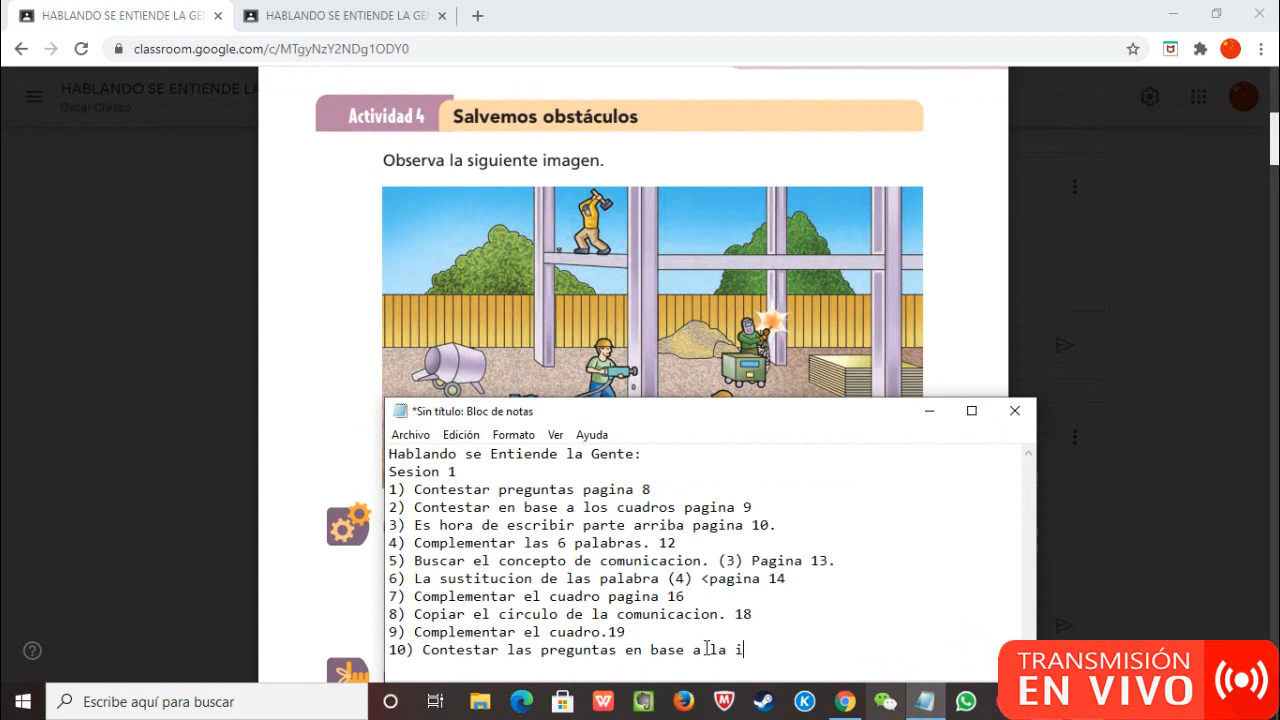 HABLANDO SE ENTIENDE LA GE
HABLANDO SE ENTIENDE LA GE
classroom.google.com/c/MTgyNzY2NDg1ODY0
HABLANDO SE ENTIENDE LA
Oscar Crespo
Actividad 4
Salvemos obstáculos
Observa la siguiente imagen.
*Sin título: Bloc de notas
Archivo Edición Formato Ver Ayuda
Hablando se Entiende la Gente:
Sesion 1
1) Contestar preguntas pagina 8
2) Contestar en base a los cuadros pagina 9
3) Es hora de escribir parte arriba pagina 10.
4) Complementar las 6 palabras. 12
5) Buscar el concepto de comunicacion. (3) Pagina 13.
6) La sustitucion de las palabra (4) <pagina 14
7) Complementar el cuadro pagina 16
8) Copiar el circulo de la comunicacion. 18
9) Complementar el cuadro.19
10) Contestar las preguntas en base a la i
TRANSMISIÓN
EN VIVO
Escribe aquí para buscar